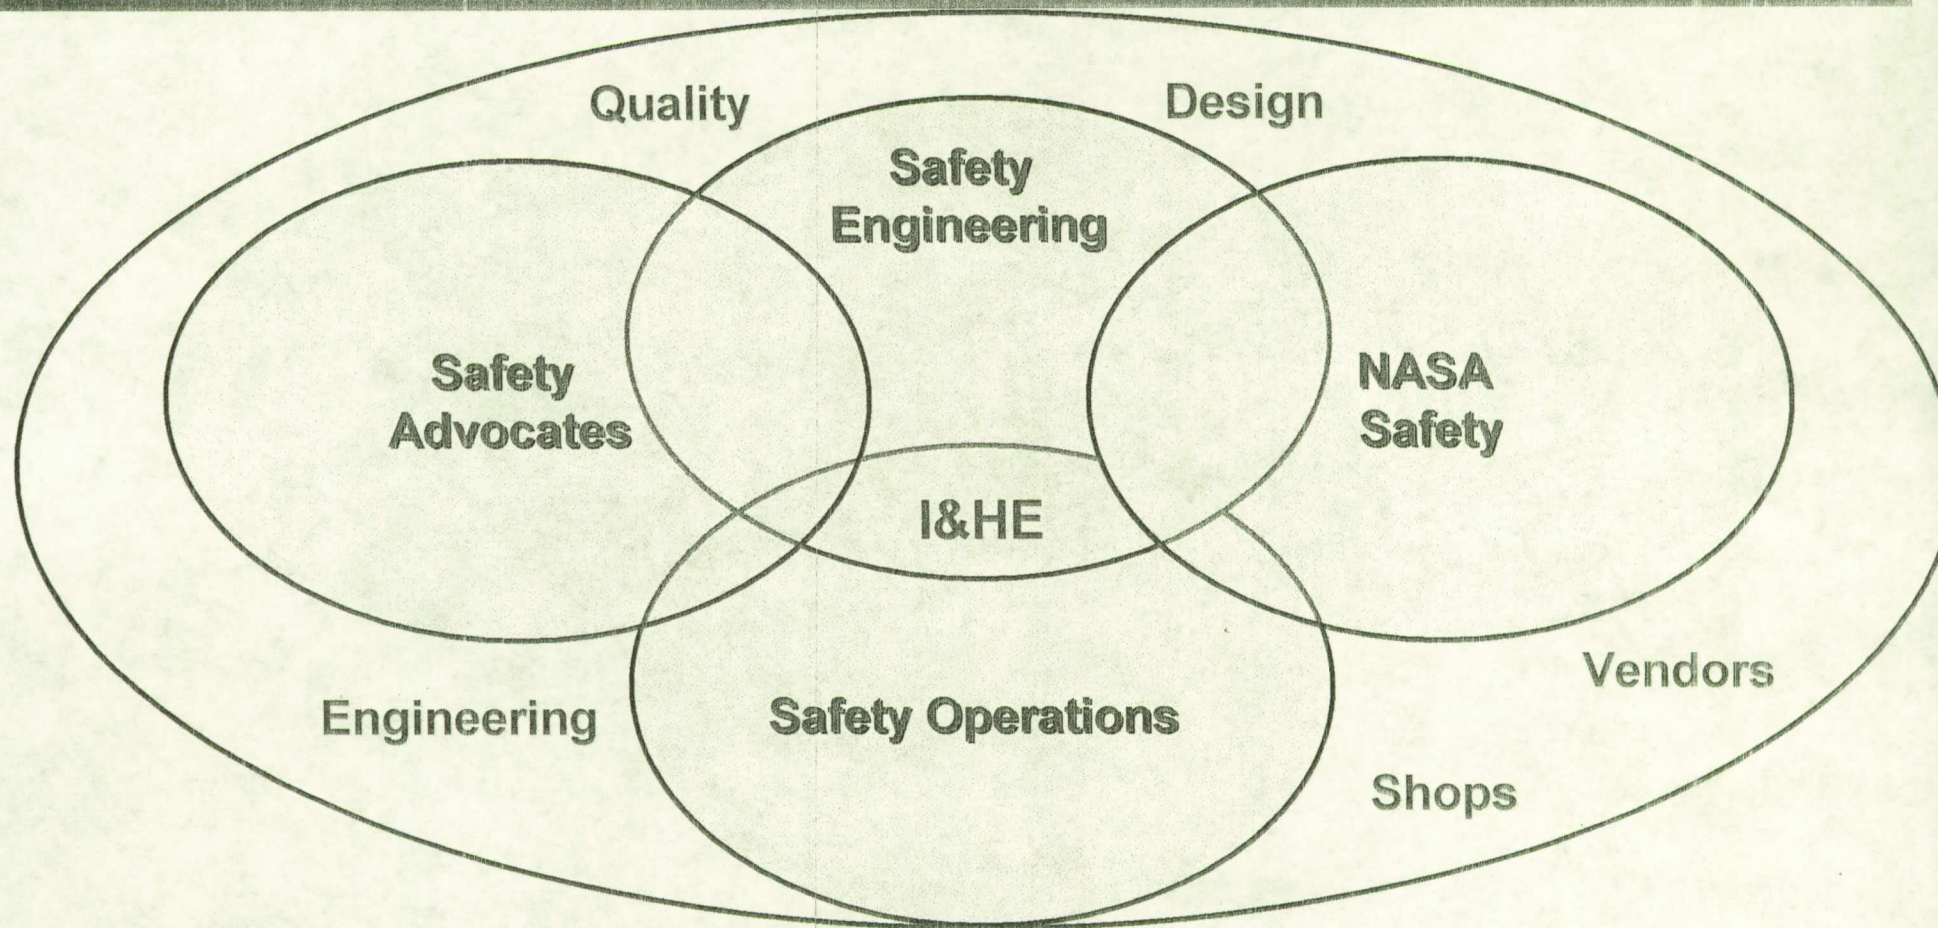 Quality
Design
Safety
Engineering
Safety
Advocates
NASA
Safety
I&HE
Engineering
Safety Operations
Vendors
Shops